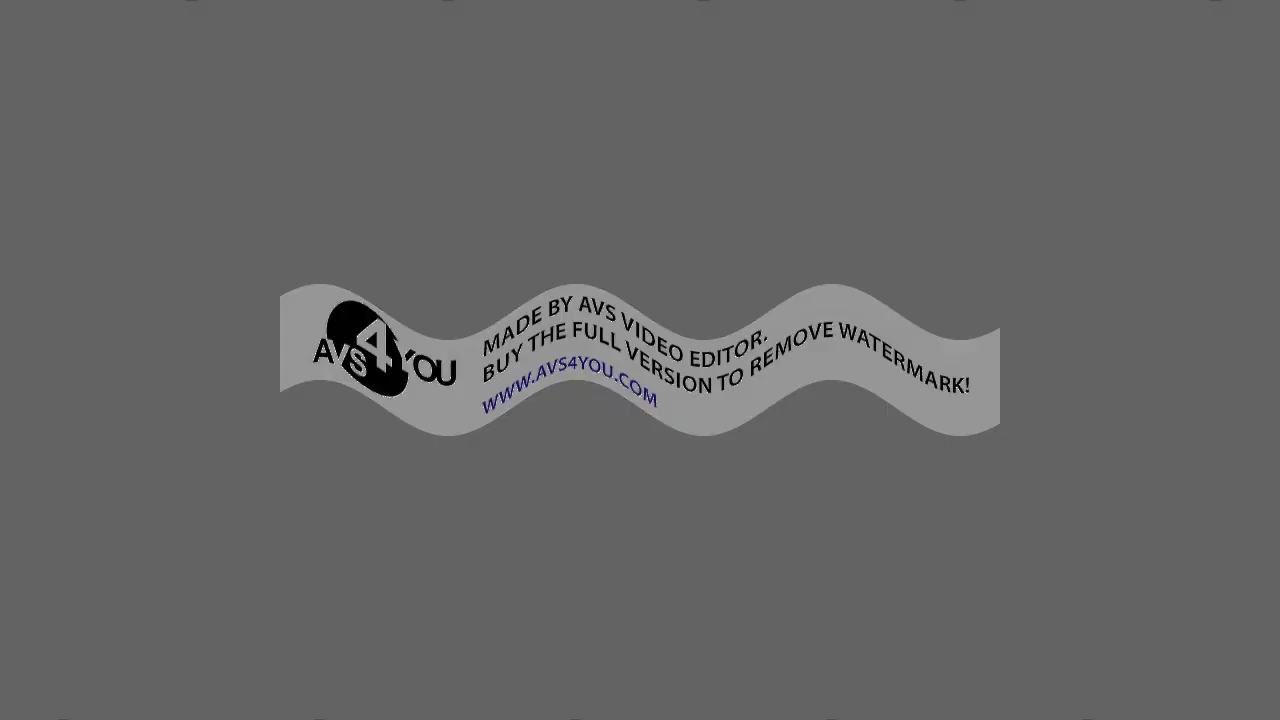 AVS4YOU
MADE BY AVS VIDEO EDITOR.
BUY THE FULL VERSION TO REMOVE WATERMARK!
WWW.AVS4YOU.COM